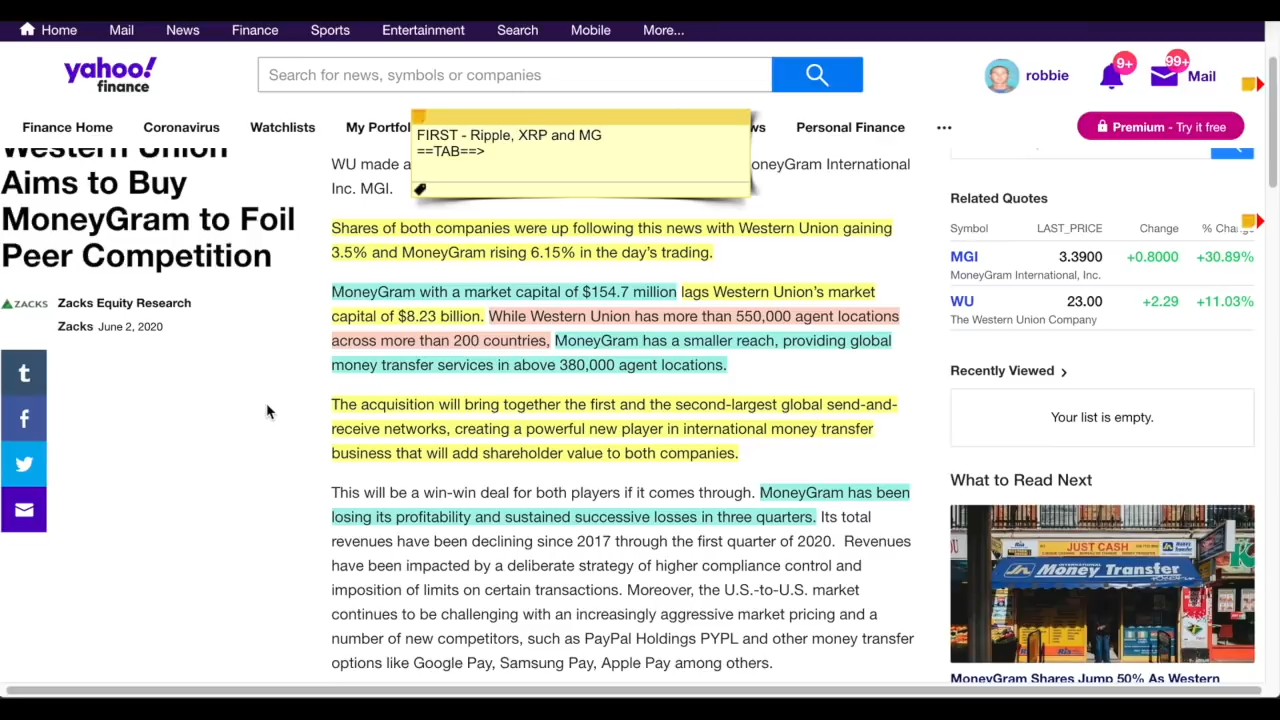 Home Mail News Finance Sports Entertainment Search Mobile More...
yahoo!
finance
Search for news, symbols or companies
robbie
9+
99+
Mail
Finance Home Coronavirus Watchlists My Portfol
ws Personal Finance ...
Premium - Try it free
FIRST - Ripple, XRP and MG
==TAB==>
Western Union
Aims to Buy
MoneyGram to Foil
Peer Competition
ZACKS
Zacks Equity Research
Zacks June 2, 2020
WU made a
oneyGram International
Inc. MGI.
Shares of both companies were up following this news with Western Union gaining
3.5% and MoneyGram rising 6.15% in the day's trading.
MoneyGram with a market capital of $154.7 million lags Western Union's market
capital of $8.23 billion. While Western Union has more than 550,000 agent locations
across more than 200 countries, MoneyGram has a smaller reach, providing global
money transfer services in above 380,000 agent locations.
The acquisition will bring together the first and the second-largest global send-and-
receive networks, creating a powerful new player in international money transfer
business that will add shareholder value to both companies.
This will be a win-win deal for both players if it comes through. MoneyGram has been
losing its profitability and sustained successive losses in three quarters. Its total
revenues have been declining since 2017 through the first quarter of 2020. Revenues
have been impacted by a deliberate strategy of higher compliance control and
imposition of limits on certain transactions. Moreover, the U.S.-to-U.S. market
continues to be challenging with an increasingly aggressive market pricing and a
number of new competitors, such as PayPal Holdings PYPL and other money transfer
options like Google Pay, Samsung Pay, Apple Pay among others.
Related Quotes
Symbol LAST_PRICE Change % Chang
MGI 3.3900 +0.8000 +30.89%
MoneyGram International, Inc.
WU 23.00 +2.29 +11.03%
The Western Union Company
Recently Viewed
Your list is empty.
What to Read Next
JUST CASH
Money Transfer
MoneyGram Shares Jump 50% As Western